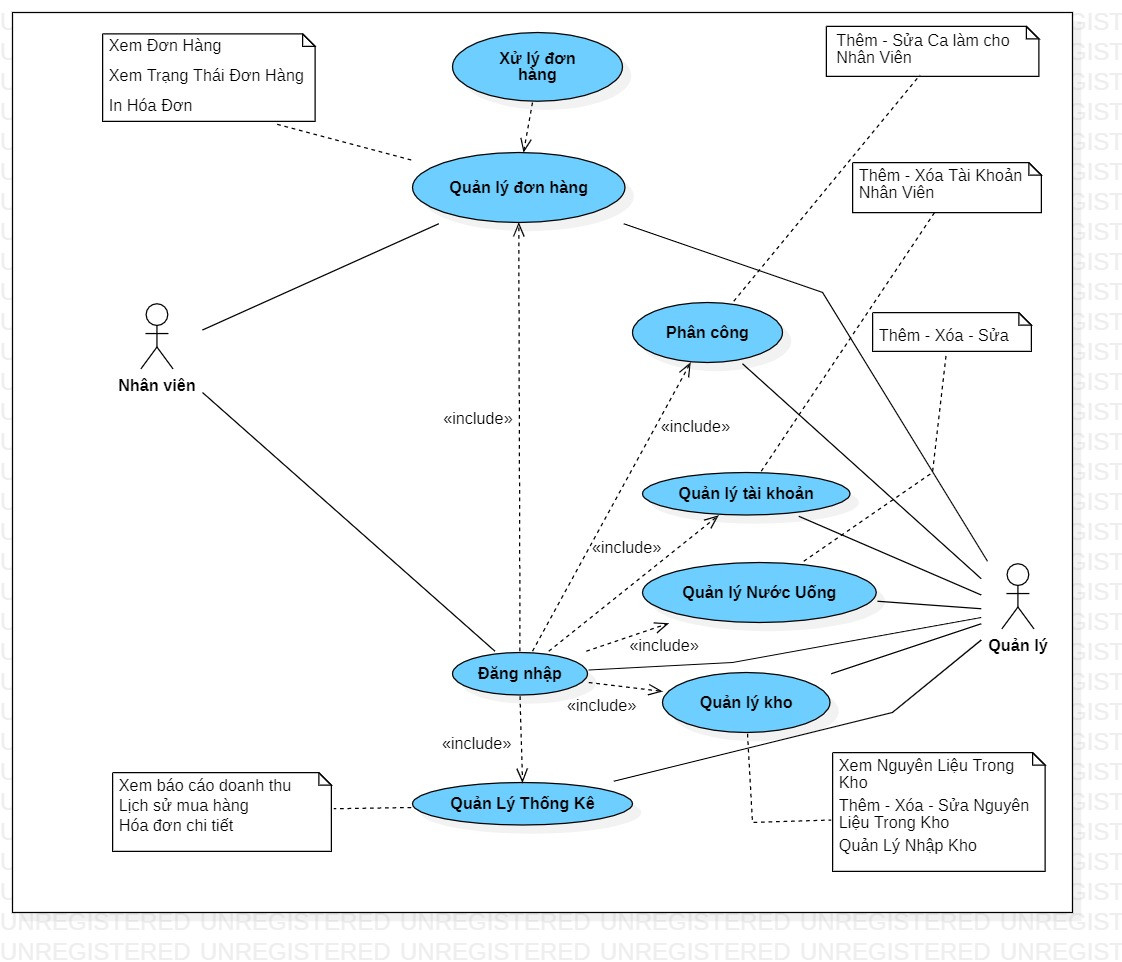 Xem Đơn Hàng
Xem Trạng Thái Đơn Hàng
In Hóa Đơn
Xử lý đơn
hàng
Thêm - Sửa Ca làm cho
Nhân Viên
Quản lý đơn hàng
Thêm - Xóa Tài Khoản
Nhân Viên
Phân công
Thêm - Xóa - Sửa
Nhân viên
«include»
«include»
Quản lý tài khoản
«include»
Quản lý Nước Uống
Quản lý
«include»
Đăng nhập
Quản lý kho
«include»
«include»
Xem báo cáo doanh thu
Lịch sử mua hàng
Hóa đơn chi tiết
Quản Lý Thống Kê
Xem Nguyên Liệu Trong
Kho
Thêm - Xóa - Sửa Nguyên
Liệu Trong Kho
Quản Lý Nhập Kho
UNREGISTERED UNREGISTERED UNREGISTERED UNREGISTERED UNREGISTERED UNREGIST
UNREGISTERED UNREGISTERED UNREGISTERED UNREGISTERED UNREGISTERED UNREGIST